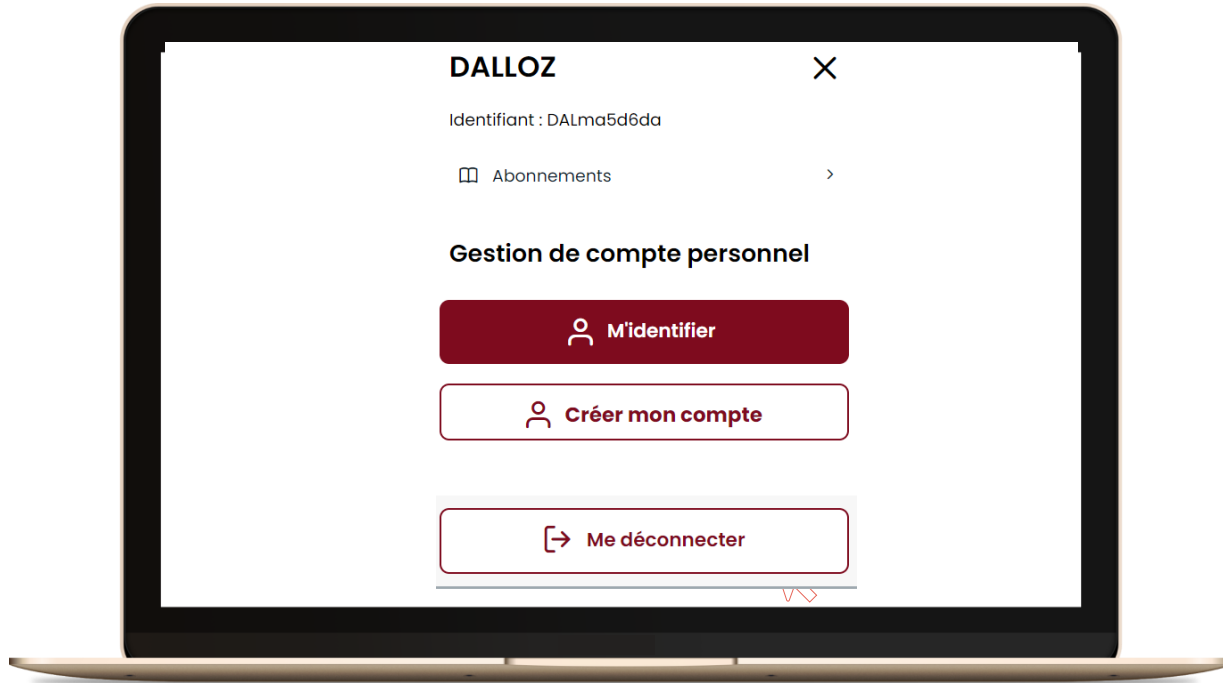 DALLOZ
Identifiant : DALma5d6da
Abonnements
Gestion de compte personnel
M'identifier
Créer mon compte
Me déconnecter